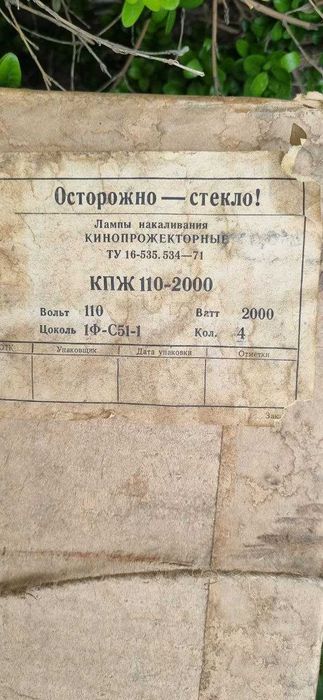 Осторожно — стекло!
Лампы накаливания
КИНОПРОЖЕКТОРНЫЕ
ТУ 16-535. 534—71
КПЖ 110-2000
Вольт 110 Ватт 2000
Цоколь 1Ф-С51-1 Кол. 4
ОТК Упаковщик Дата упаковки Отметки
Зак